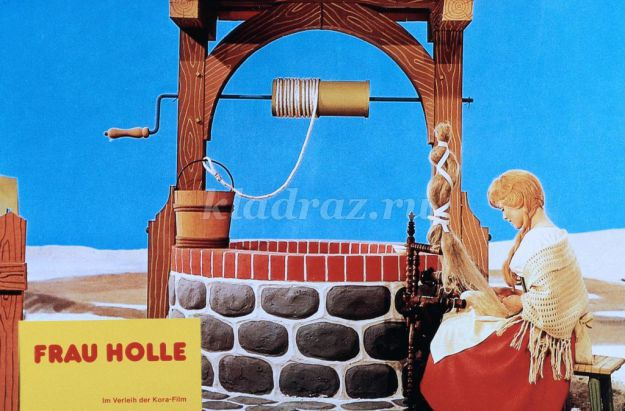 kladraz.ru
FRAU HOLLE
Im Verleih der Kora-Film